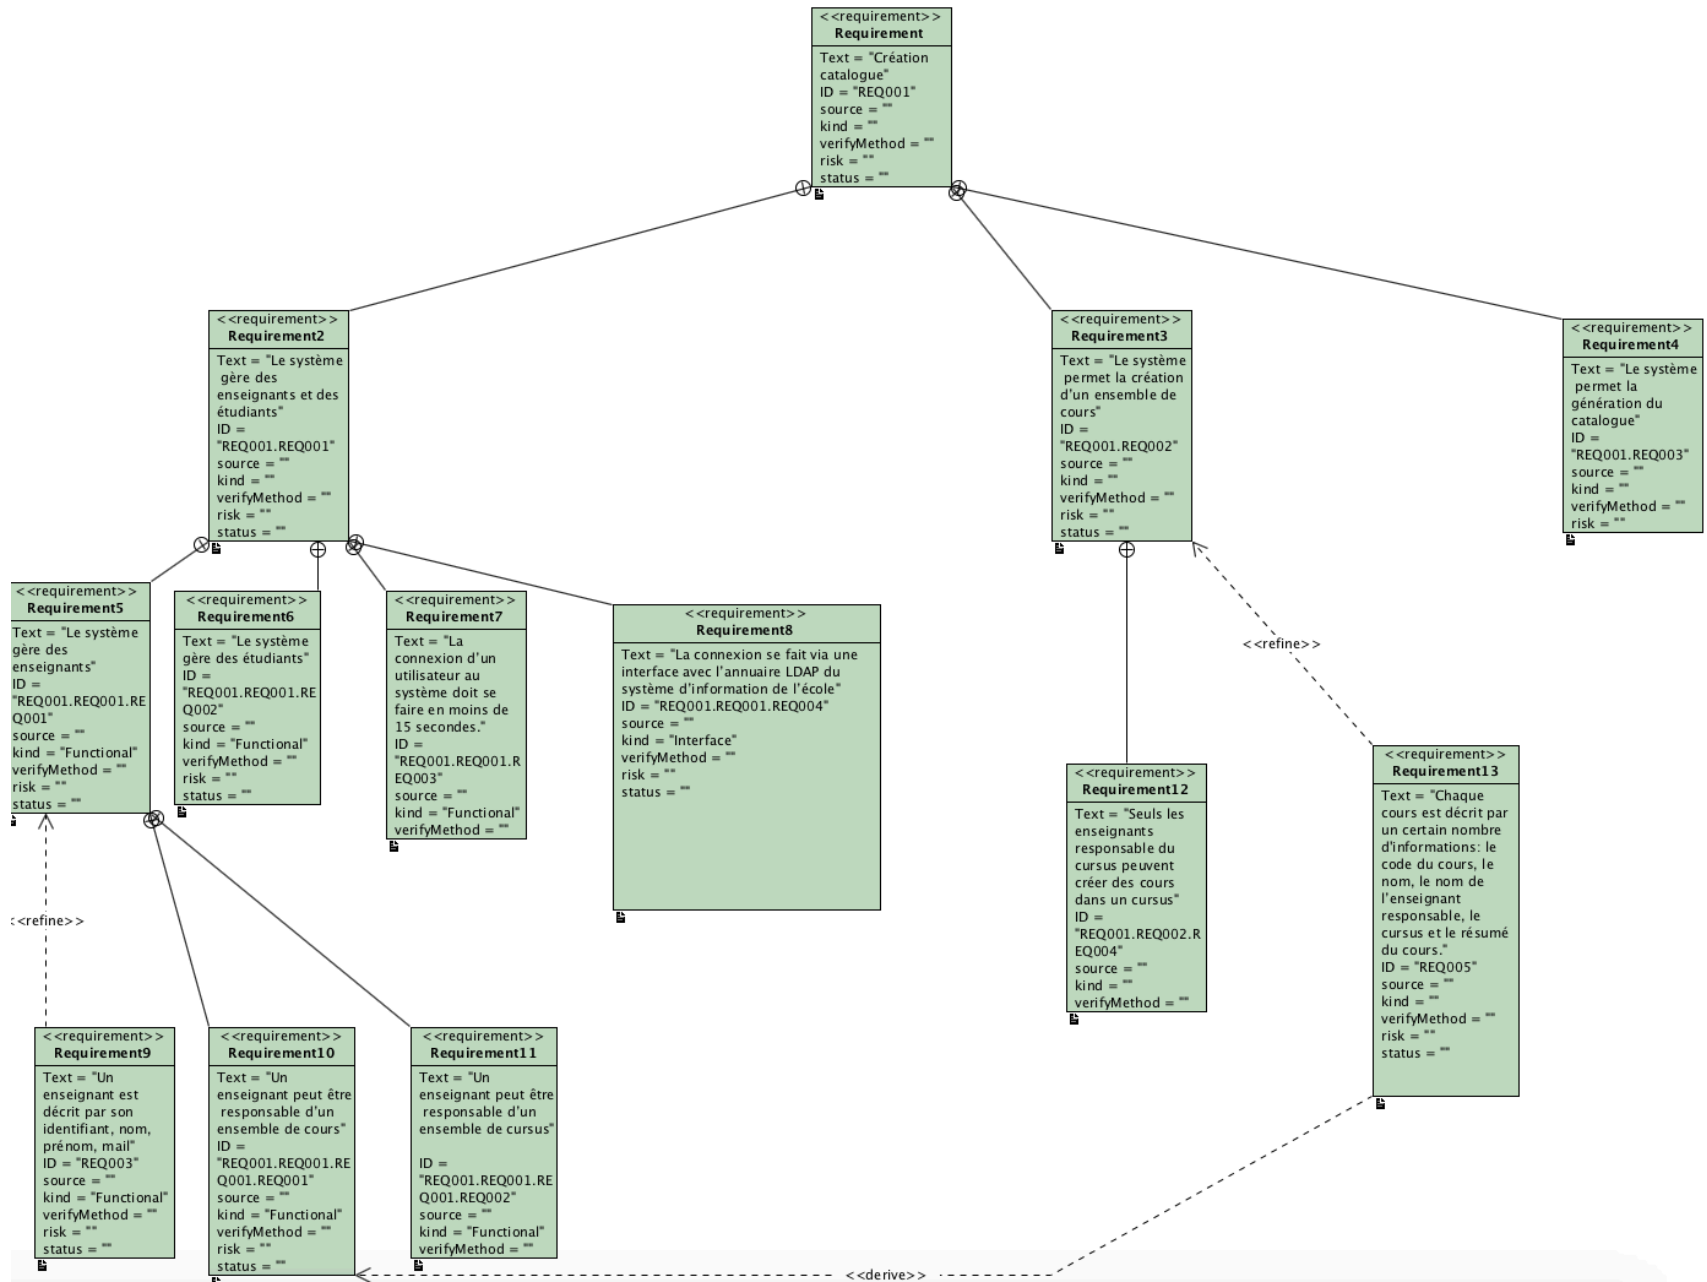 <<requirement>>
Requirement
Text = "Création
catalogue"
ID = "REQ001"
source = ""
kind = ""
verifyMethod = ""
risk = ""
status = ""
<<requirement>>
Requirement2
Text = "Le système
gère des
enseignants et des
étudiants"
ID =
"REQ001.REQ001"
source = ""
kind = ""
verifyMethod = ""
risk = ""
status = ""
<<requirement>>
Requirement3
Text = "Le système
permet la création
d'un ensemble de
cours"
ID =
"REQ001.REQ002"
source = ""
kind = ""
verifyMethod = ""
risk = ""
status = ""
<<requirement>>
Requirement4
Text = "Le système
permet la
génération du
catalogue"
ID =
"REQ001.REQ003"
source = ""
kind = ""
verifyMethod = ""
risk = ""
<<requirement>>
Requirement5
Text = "Le système
gère des
enseignants"
ID =
"REQ001.REQ001.RE
Q001"
source = ""
kind = "Functional"
verifyMethod = ""
risk = ""
status = ""
<<requirement>>
Requirement6
Text = "Le système
gère des étudiants"
ID =
"REQ001.REQ001.RE
Q002"
source = ""
kind = "Functional"
verifyMethod = ""
risk = ""
status = ""
<<requirement>>
Requirement7
Text = "La
connexion d'un
utilisateur au
système doit se
faire en moins de
15 secondes."
ID =
"REQ001.REQ001.R
EQ003"
source = ""
kind = "Functional"
verifyMethod = ""
<<requirement>>
Requirement8
Text = "La connexion se fait via une
interface avec l'annuaire LDAP du
système d'information de l'école"
ID = "REQ001.REQ001.REQ004"
source = ""
kind = "Interface"
verifyMethod = ""
risk = ""
status = ""
<<refine>>
<<requirement>>
Requirement12
Text = "Seuls les
enseignants
responsable du
cursus peuvent
créer des cours
dans un cursus"
ID =
"REQ001.REQ002.R
EQ004"
source = ""
kind = ""
verifyMethod = ""
<<requirement>>
Requirement13
Text = "Chaque
cours est décrit par
un certain nombre
d'informations: le
code du cours, le
nom, le nom de
l'enseignant
responsable, le
cursus et le résumé
du cours."
ID = "REQ005"
source = ""
kind = ""
verifyMethod = ""
risk = ""
status = ""
<<refine>>
<<requirement>>
Requirement9
Text = "Un
enseignant est
décrit par son
identifiant, nom,
prénom, mail"
ID = "REQ003"
source = ""
kind = "Functional"
verifyMethod = ""
risk = ""
status = ""
<<requirement>>
Requirement10
Text = "Un
enseignant peut être
responsable d'un
ensemble de cours"
ID =
"REQ001.REQ001.RE
Q001.REQ001"
source = ""
kind = "Functional"
verifyMethod = ""
risk = ""
status = ""
<<requirement>>
Requirement11
Text = "Un
enseignant peut être
responsable d'un
ensemble de cursus"
ID =
"REQ001.REQ001.RE
Q001.REQ002"
source = ""
kind = "Functional"
verifyMethod = ""
<<derive>>